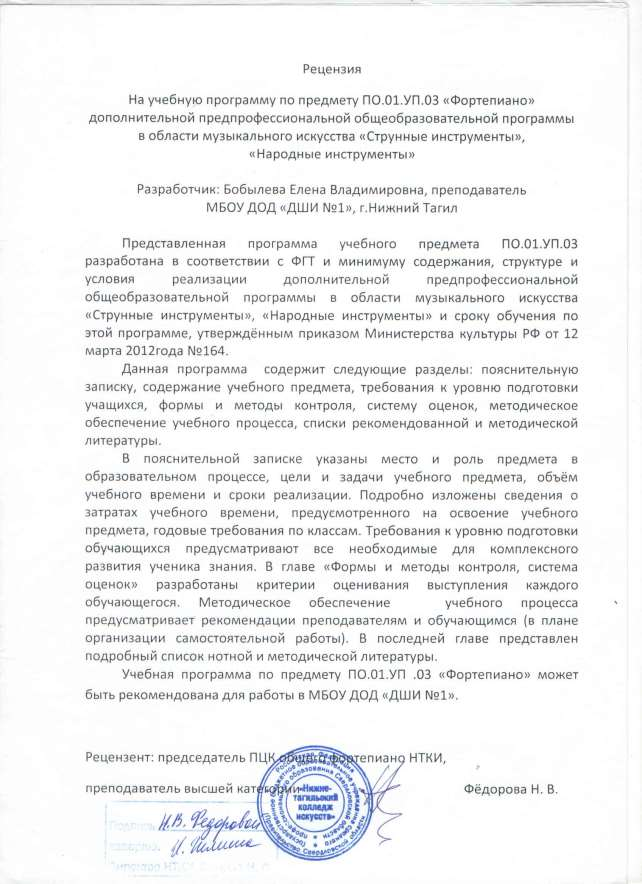 Рецензия
На учебную программу по предмету ПО.01.УП.03 «Фортепиано»
дополнительной предпрофессиональной общеобразовательной программы
в области музыкального искусства «Струнные инструменты»,
«Народные инструменты»
Разработчик: Бобылева Елена Владимировна, преподаватель
МБОУ ДОД «ДШИ №1», г.Нижний Тагил
Представленная программа учебного предмета ПО.01.УП.03
разработана в соответствии с ФГТ и минимуму содержания, структуре и
условия реализации дополнительной предпрофессиональной
общеобразовательной программы в области музыкального искусства
«Струнные инструменты», «Народные инструменты» и сроку обучения по
этой программе, утверждённым приказом Министерства культуры РФ от 12
марта 2012года №164.
Данная программа содержит следующие разделы: пояснительную
записку, содержание учебного предмета, требования к уровню подготовки
учащихся, формы и методы контроля, систему оценок, методическое
обеспечение учебного процесса, списки рекомендованной и методической
литературы.
В пояснительной записке указаны место и роль предмета в
образовательном процессе, цели и задачи учебного предмета, объём
учебного времени и сроки реализации. Подробно изложены сведения о
затратах учебного времени, предусмотренного на освоение учебного
предмета, годовые требования по классам. Требования к уровню подготовки
обучающихся предусматривают все необходимые для комплексного
развития ученика знания. В главе «Формы и методы контроля, система
оценок» разработаны критерии оценивания выступления каждого
обучающегося. Методическое обеспечение учебного процесса
предусматривает рекомендации преподавателям и обучающимся (в плане
организации самостоятельной работы). В последней главе представлен
подробный список нотной и методической литературы.
Учебная программа по предмету ПО.01.УП .03 «Фортепиано» может
быть рекомендована для работы в МБОУ ДОД «ДШИ №1».
Рецензент: председатель ПЦК общего фортепиано НТКИ,
преподаватель высшей категории Фёдорова Н. В.
«Нижне-
тагильский
колледж
искусств»
Подпись Н.В. Федоровой